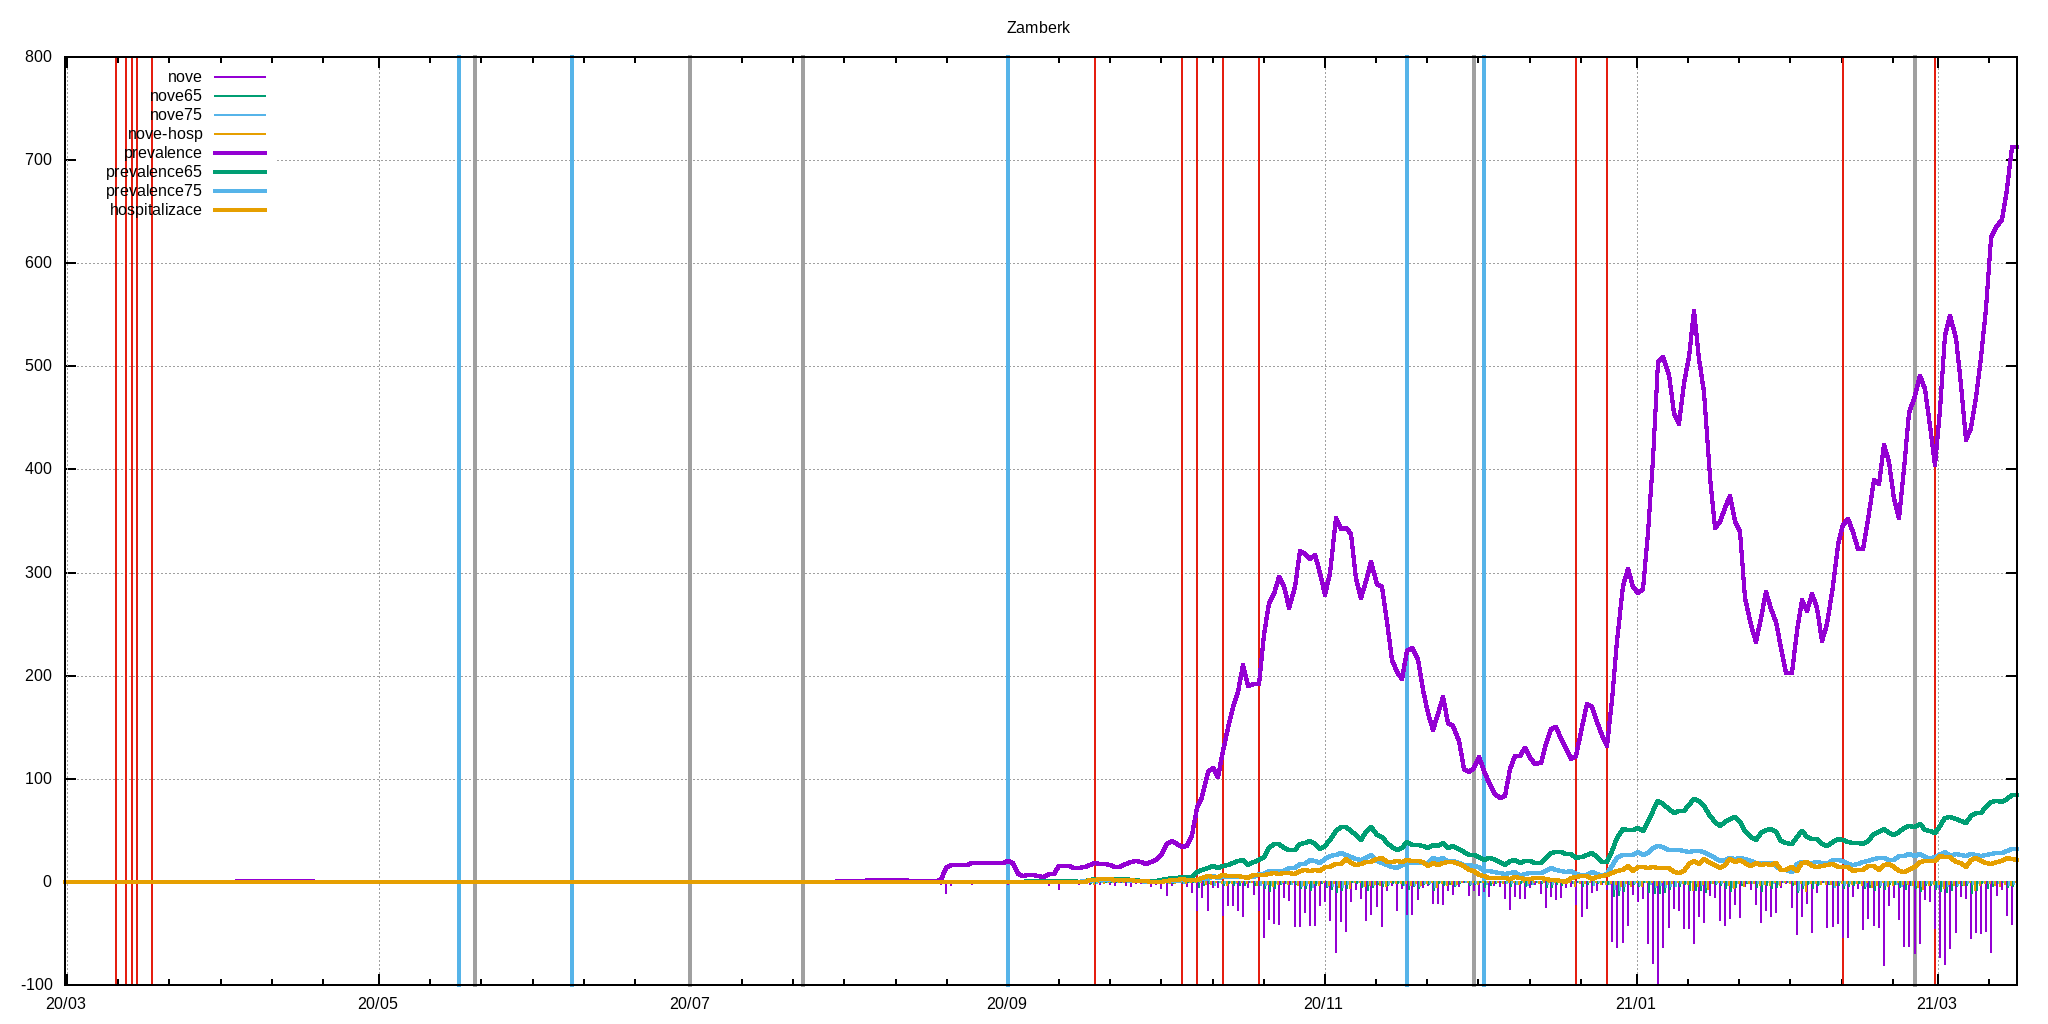 Zamberk
800
700
600
500
400
300
200
100
0
-100
nove
nove65
nove75
nove-hosp
prevalence
prevalence65
prevalence75
hospitalizace
20/03 20/05 20/07 20/09 20/11 21/01 21/03